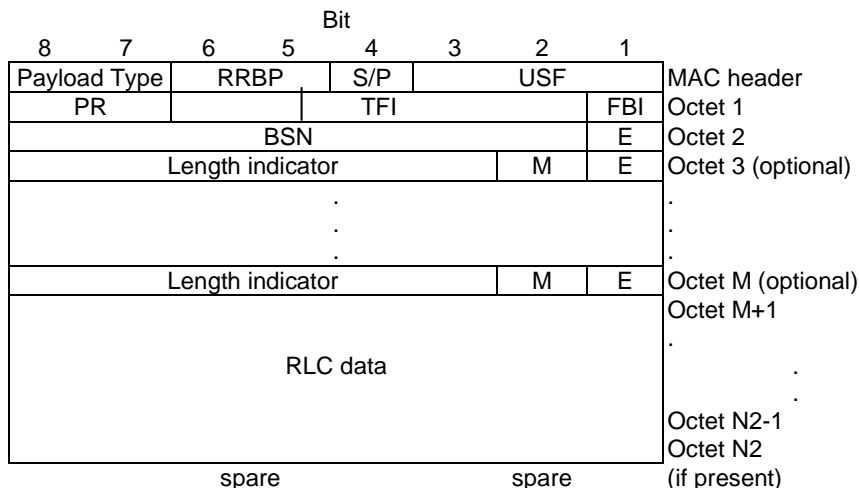 Bit
8 7 6 5 4 3 2 1
Payload Type RRBP S/P USF MAC header
PR TFI FBI Octet 1
BSN E Octet 2
Length indicator M E Octet 3 (optional)
. .
. .
. .
Length indicator M E Octet M (optional)
Octet M+1
.
RLC data .
.
Octet N2-1
Octet N2
spare spare (if present)